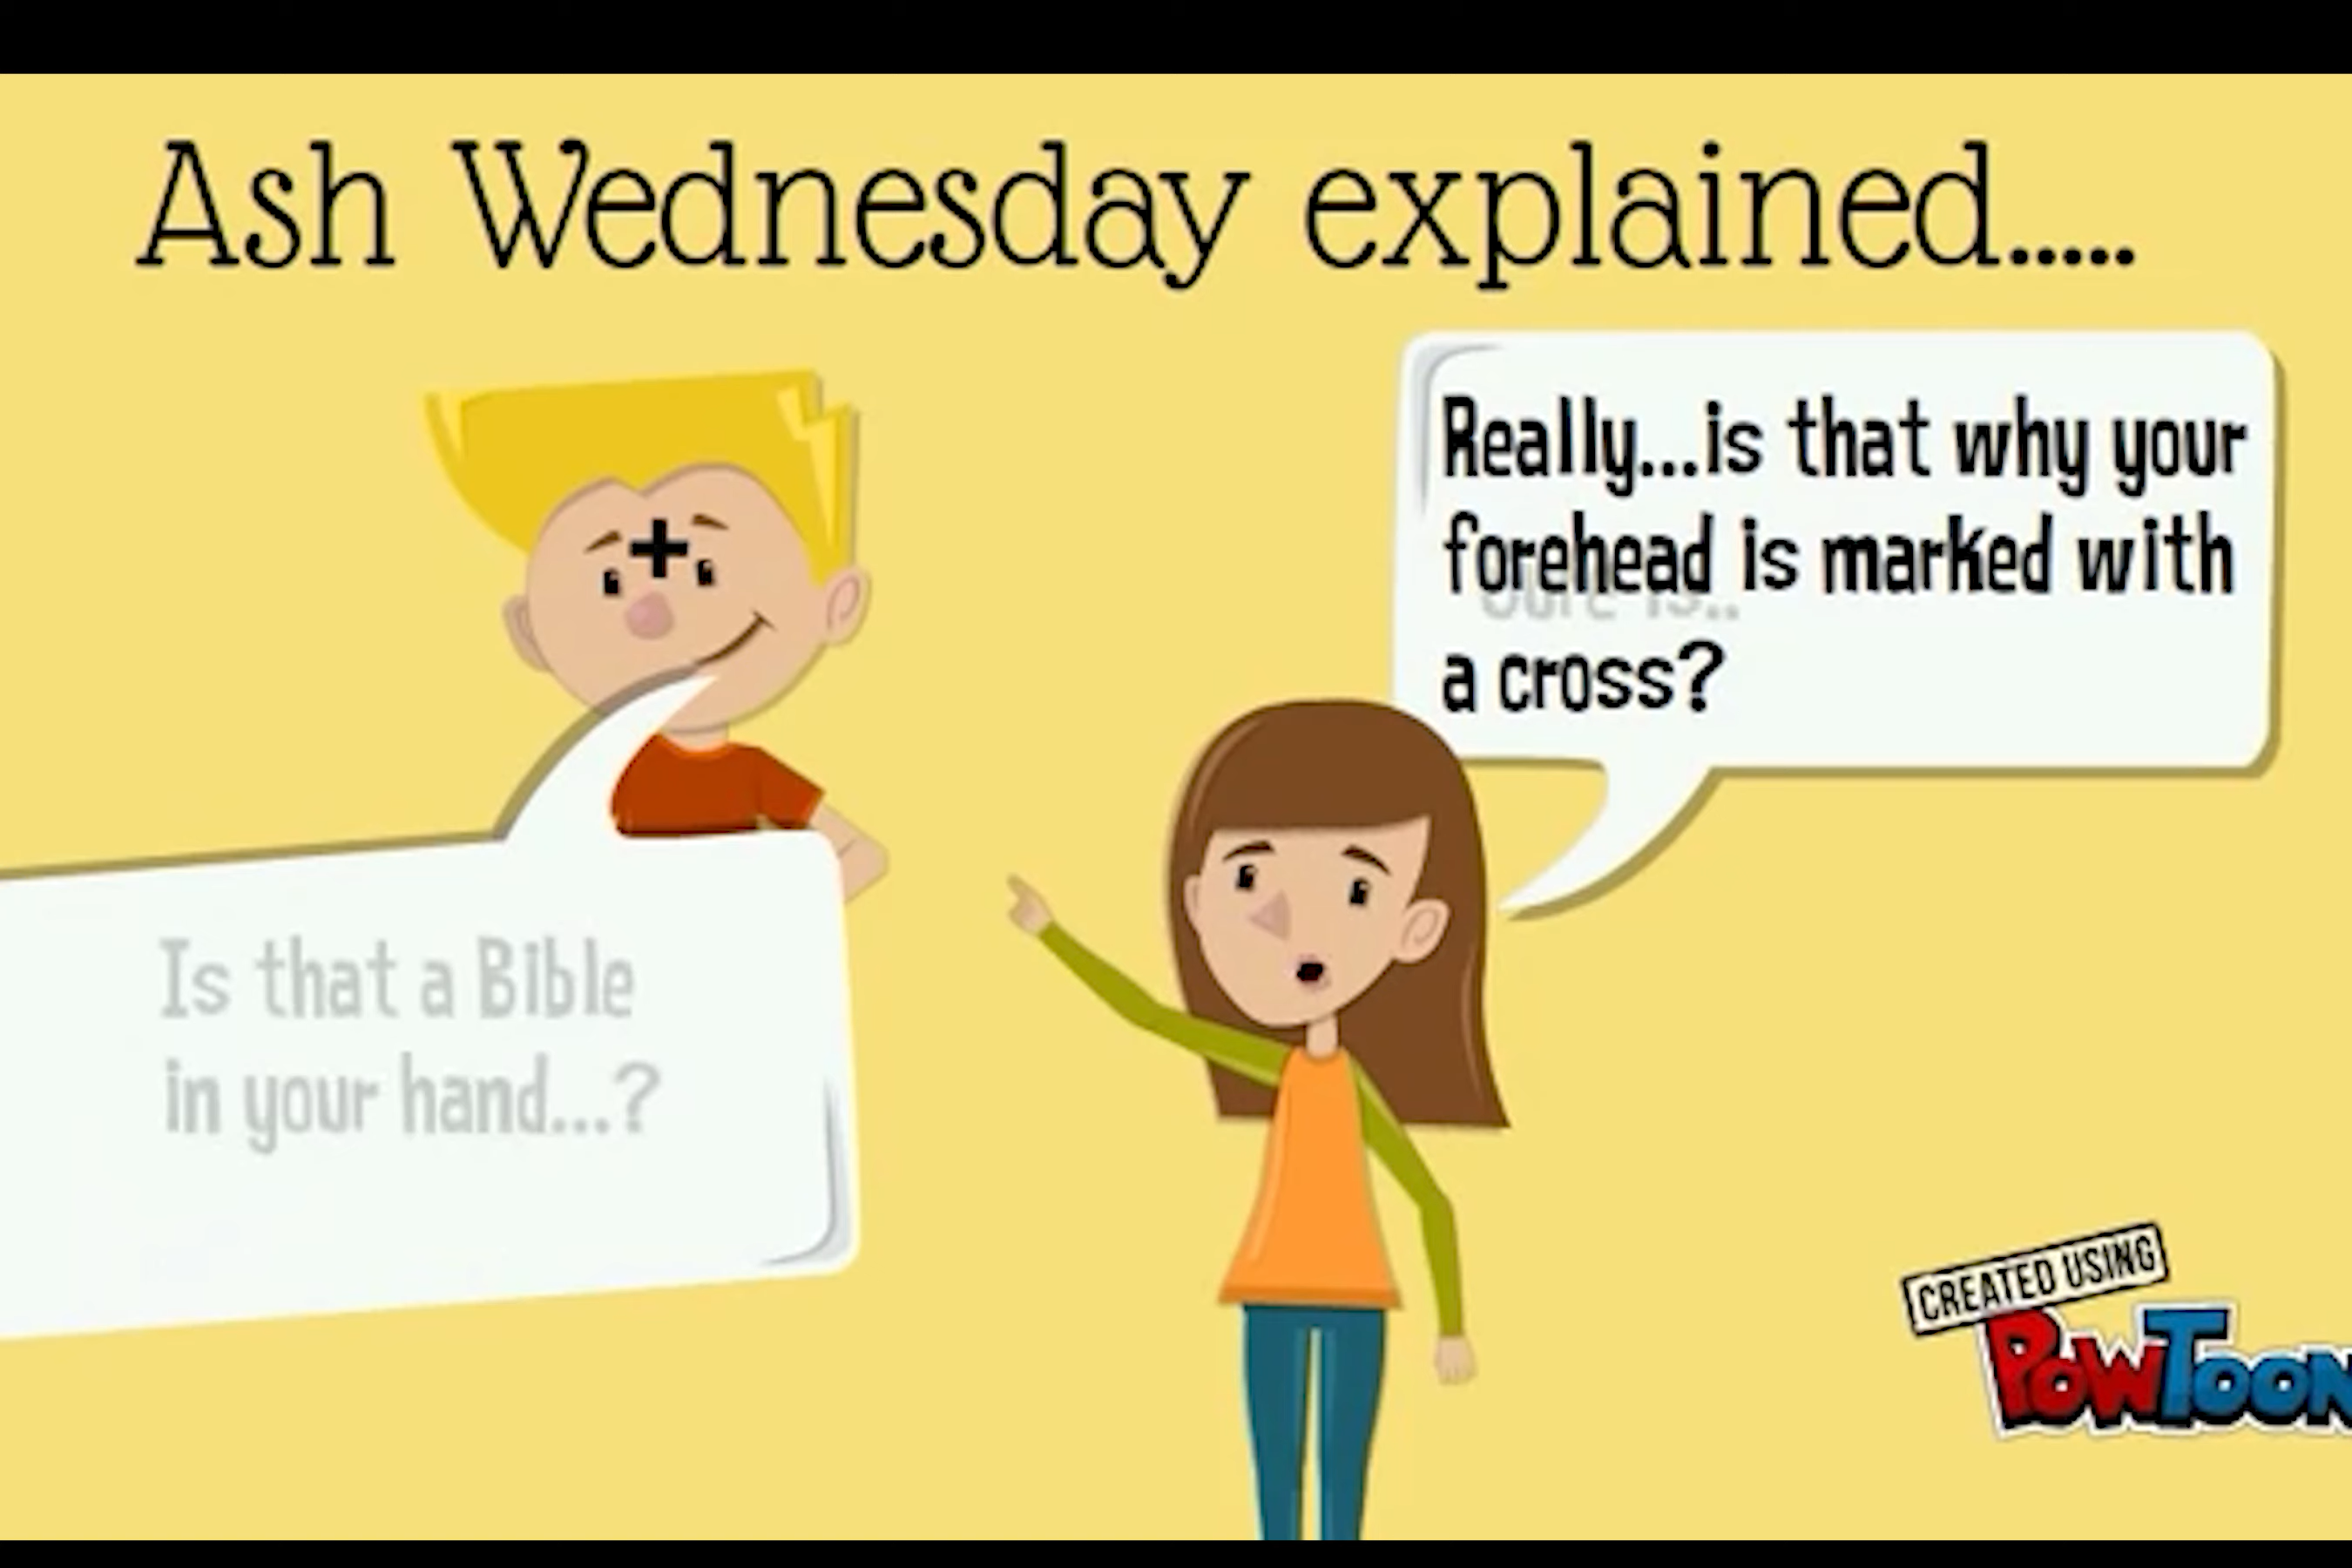 Ash Wednesday explained.....
Really...is that why your
forehead is marked with
a cross?
Is that a Bible
in your hand...?
CREATED USING
POWTOON